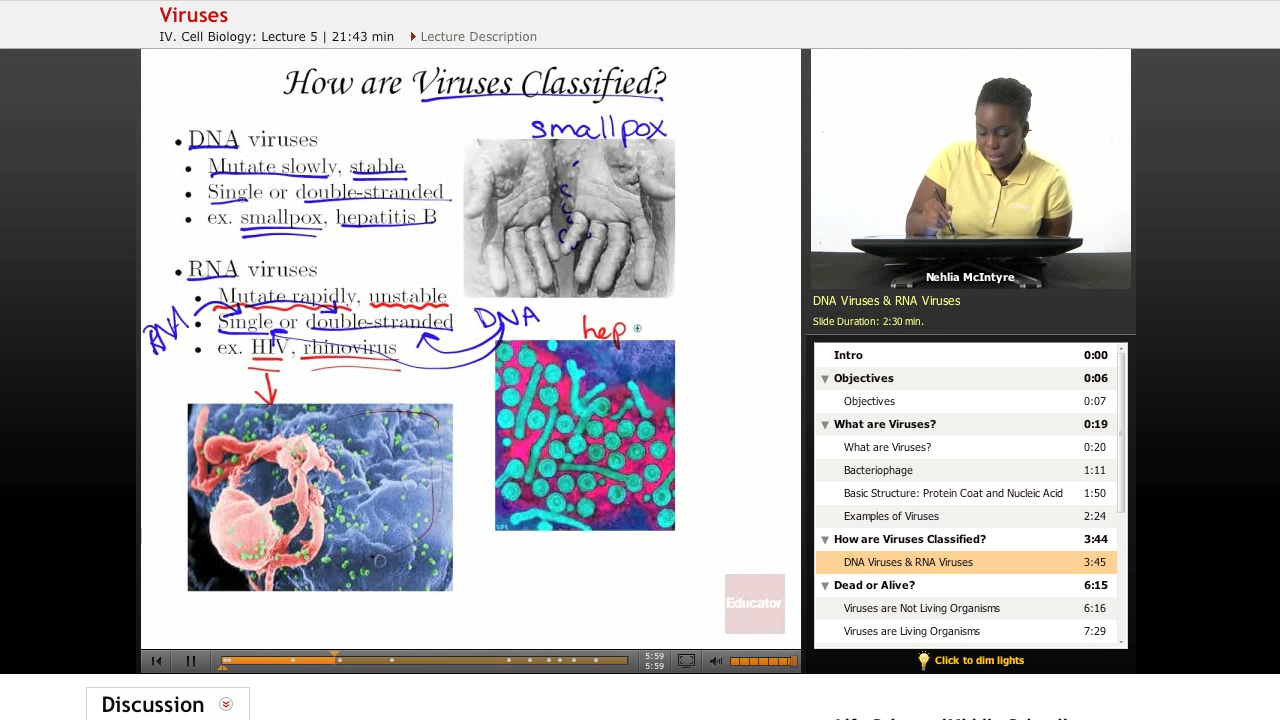 Viruses
IV. Cell Biology: Lecture 5 | 21:43 min
Lecture Description
How are Viruses Classified?
• DNA viruses
• Mutate slowly, stable
• Single or double-stranded
• ex. smallpox, hepatitis B
smallpox
• RNA viruses
• Mutate rapidly, unstable
• Single or double-stranded
• ex. HIV, rhinovirus
RNA
DNA
hep
SPL
Educator
5:59
5:59
Nehlia McIntyre
DNA Viruses & RNA Viruses
Slide Duration: 2:30 min.
Intro 0:00
Objectives 0:06
Objectives 0:07
What are Viruses? 0:19
What are Viruses? 0:20
Bacteriophage 1:11
Basic Structure: Protein Coat and Nucleic Acid 1:50
Examples of Viruses 2:24
How are Viruses Classified? 3:44
DNA Viruses & RNA Viruses 3:45
Dead or Alive? 6:15
Viruses are Not Living Organisms 6:16
Viruses are Living Organisms 7:29
Click to dim lights
Discussion